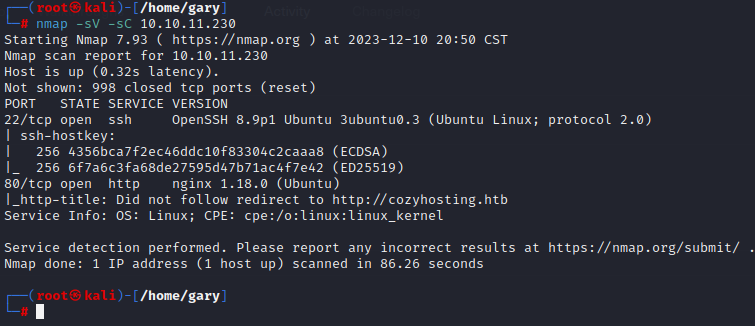 ┌──(root㉿kali)-[/home/gary]
└─# nmap -sV -sC 10.10.11.230
Starting Nmap 7.93 ( https://nmap.org ) at 2023-12-10 20:50 CST
Nmap scan report for 10.10.11.230
Host is up (0.32s latency).
Not shown: 998 closed tcp ports (reset)
PORT   STATE SERVICE VERSION
22/tcp open  ssh     OpenSSH 8.9p1 Ubuntu 3ubuntu0.3 (Ubuntu Linux; protocol 2.0)
| ssh-hostkey:
|   256 4356bca7f2ec46ddc10f83304c2caaa8 (ECDSA)
|_  256 6f7a6c3fa68de27595d47b71ac4f7e42 (ED25519)
80/tcp open  http    nginx 1.18.0 (Ubuntu)
|_http-title: Did not follow redirect to http://cozyhosting.htb
Service Info: OS: Linux; CPE: cpe:/o:linux:linux_kernel

Service detection performed. Please report any incorrect results at https://nmap.org/submit/ .
Nmap done: 1 IP address (1 host up) scanned in 86.26 seconds

┌──(root㉿kali)-[/home/gary]
└─#